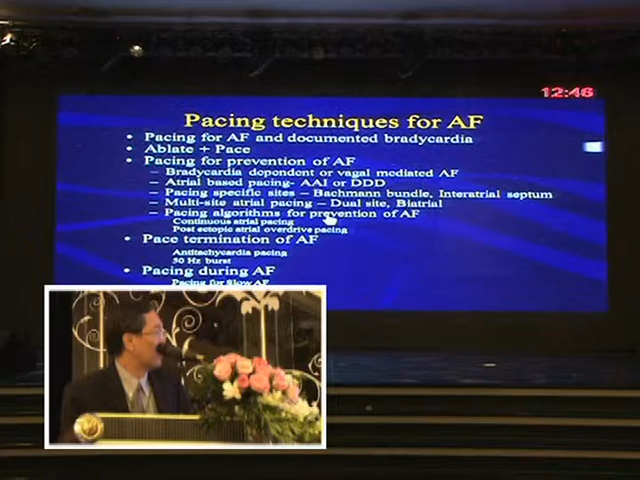 12:46
Pacing techniques for AF
• Pacing for AF and documented bradycardia
• Ablate + Pace
• Pacing for prevention of AF
– Bradycardia dependent or vagal mediated AF
– Atrial based pacing- AAI or DDD
– Pacing specific sites – Bachmann bundle, Interatrial septum
– Multi-site atrial pacing – Dual site, Biatrial
– Pacing algorithms for prevention of AF
Continuous atrial pacing
Post ectopic atrial overdrive pacing
• Pace termination of AF
Antitachycardia pacing
50 Hz burst
• Pacing during AF
Pacing for Slow AF